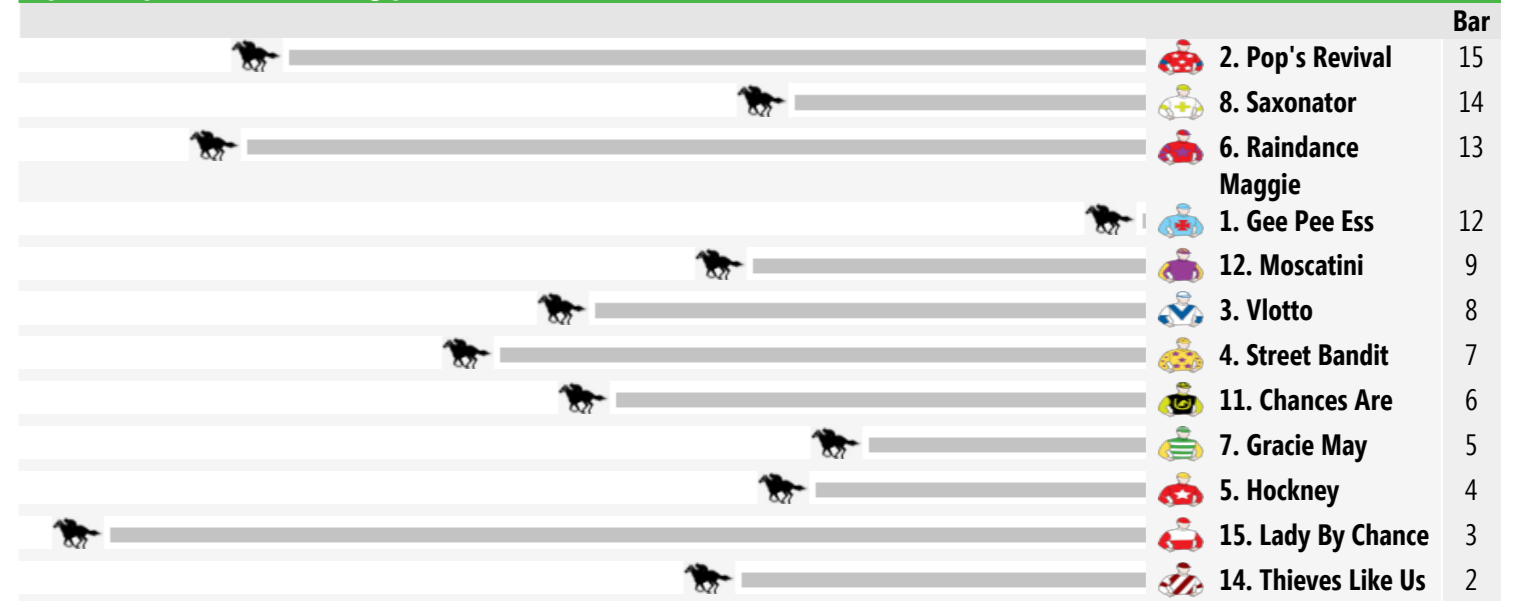 Bar
2. Pop's Revival 15
8. Saxonator 14
6. Raindance 13
Maggie
1. Gee Pee Ess 12
12. Moscatini 9
3. Vlotto 8
4. Street Bandit 7
11. Chances Are 6
7. Gracie May 5
5. Hockney 4
15. Lady By Chance 3
14. Thieves Like Us 2